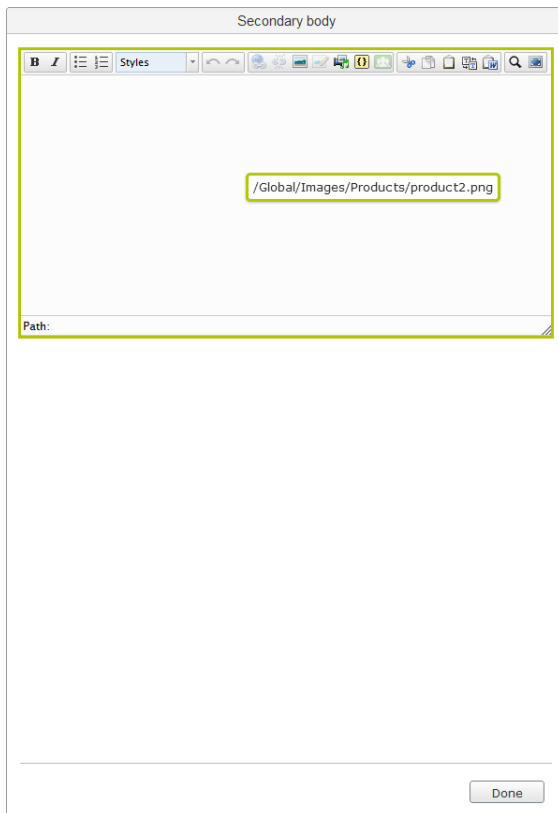 Secondary body
B I Styles
/Global/Images/Products/product2.png
Path:
Done